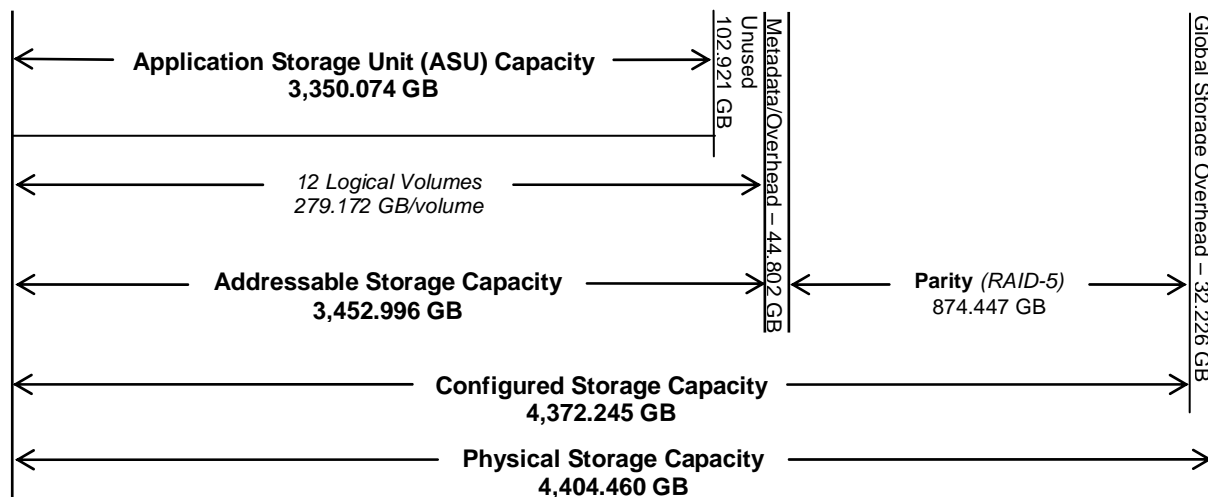 Application Storage Unit (ASU) Capacity
3,350.074 GB
Unused
102.921 GB
Metadata/Overhead – 44.802 GB
Global Storage Overhead – 32.226 GB
12 Logical Volumes
279.172 GB/volume
Addressable Storage Capacity
3,452.996 GB
Parity (RAID-5)
874.447 GB
Configured Storage Capacity
4,372.245 GB
Physical Storage Capacity
4,404.460 GB